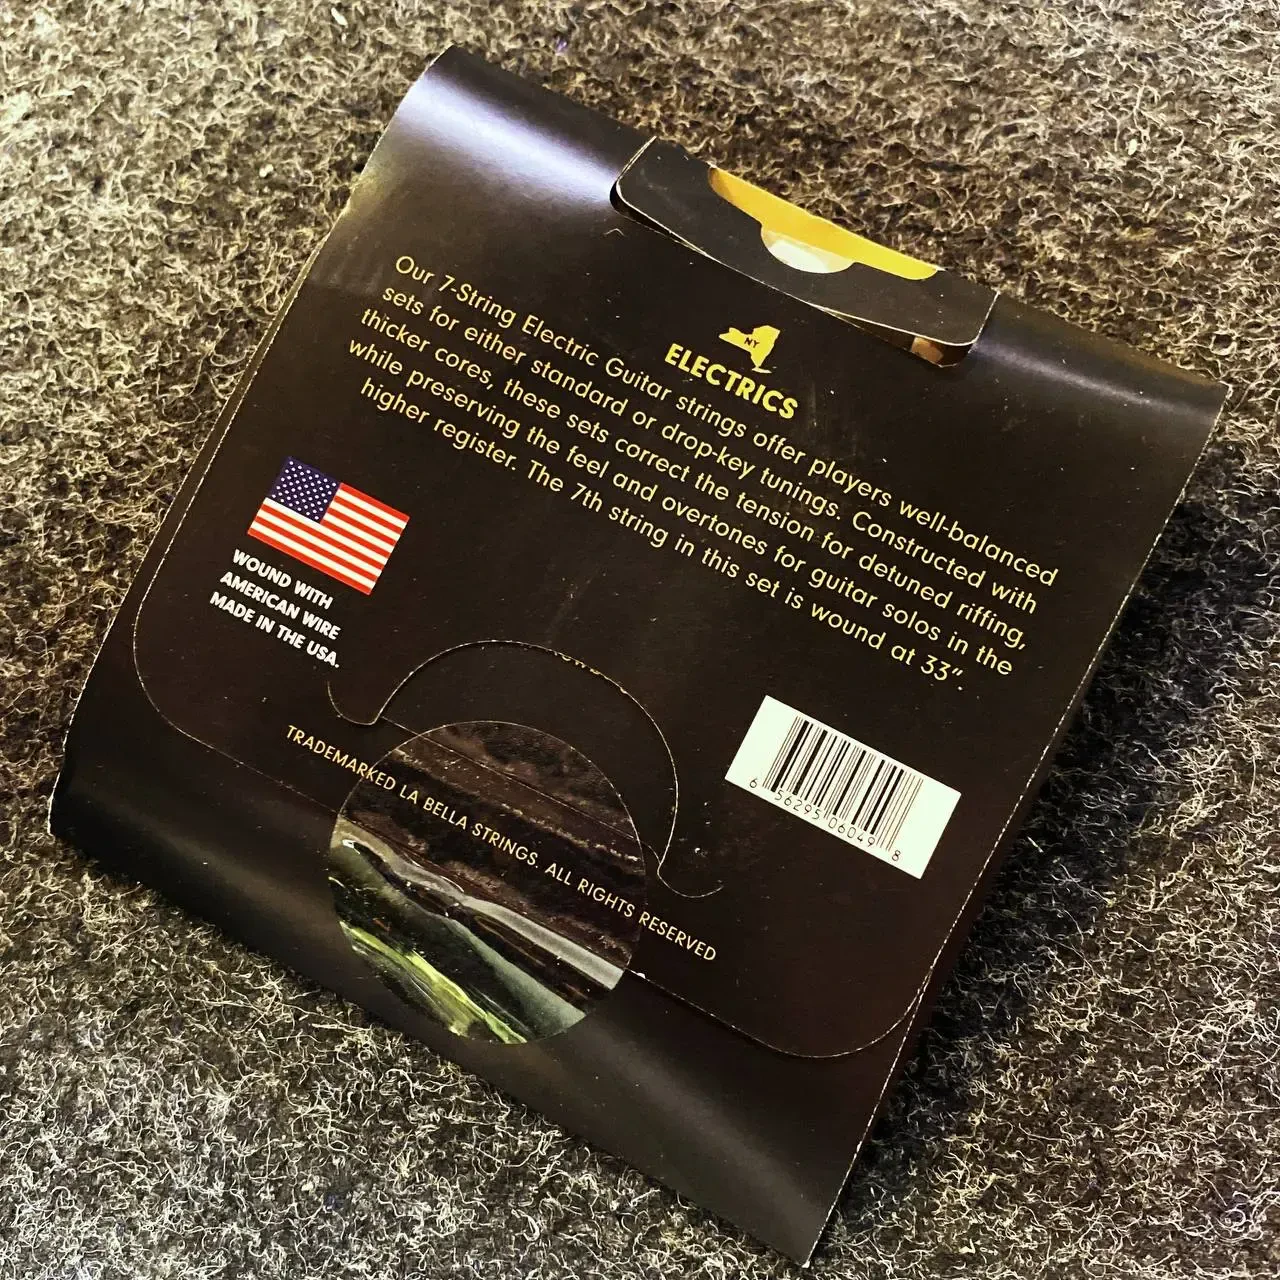 NY
ELECTRICS
Our 7-String Electric Guitar strings offer players well-balanced
sets for either standard or drop-key tunings. Constructed with
thicker cores, these sets correct the tension for detuned riffing,
while preserving the feel and overtones for guitar solos in the
higher register. The 7th string in this set is wound at 33".
WOUND WITH
AMERICAN WIRE
MADE IN THE USA.
6 56295 06049 8
TRADEMARKED LA BELLA STRINGS. ALL RIGHTS RESERVED